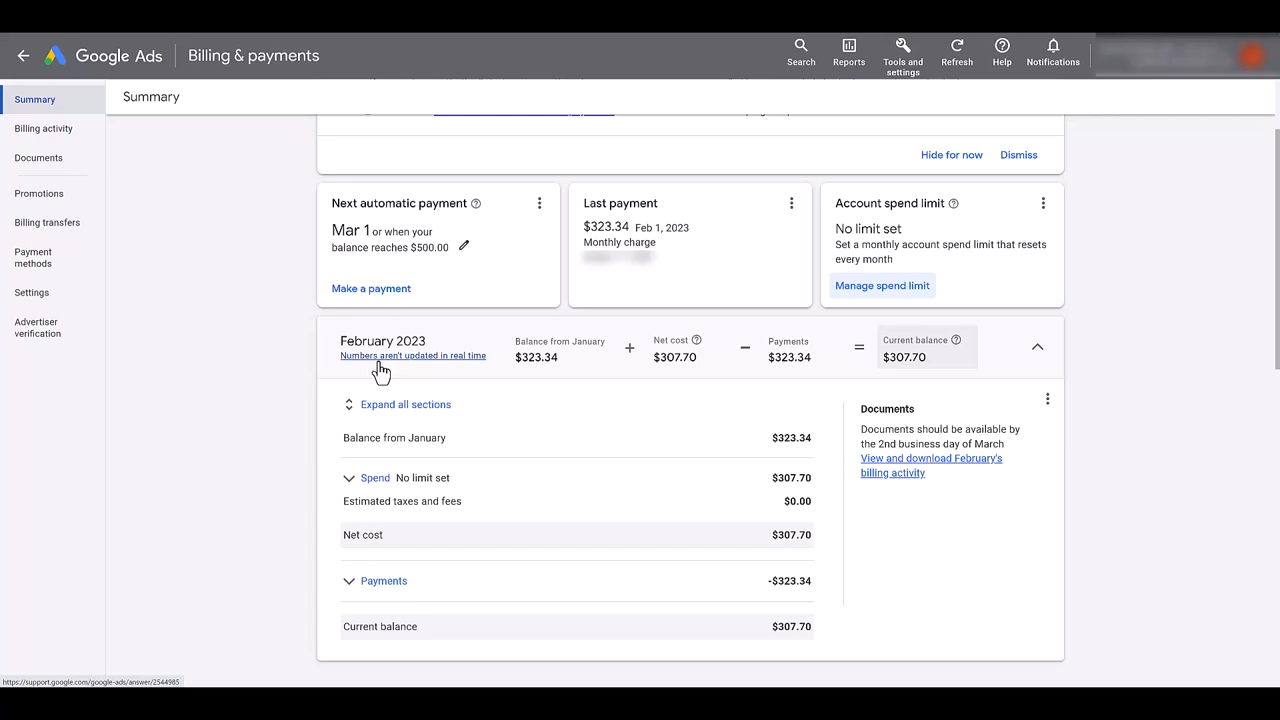 Google Ads
Billing & payments
Search
Reports
Tools and
settings
Refresh
Help
Notifications
Summary
Billing activity
Documents
Promotions
Billing transfers
Payment
methods
Settings
Advertiser
verification
Summary
Hide for now
Dismiss
Next automatic payment
Mar 1 or when your
balance reaches $500.00
Make a payment
Last payment
$323.34 Feb 1, 2023
Monthly charge
Account spend limit
No limit set
Set a monthly account spend limit that resets
every month
Manage spend limit
February 2023
Numbers aren't updated in real time
Balance from January
$323.34
+
Net cost
$307.70
−
Payments
$323.34
=
Current balance
$307.70
Expand all sections
Balance from January $323.34
Spend No limit set $307.70
Estimated taxes and fees $0.00
Net cost $307.70
Payments -$323.34
Current balance $307.70
Documents
Documents should be available by
the 2nd business day of March
View and download February's
billing activity
https://support.google.com/google-ads/answer/2544985